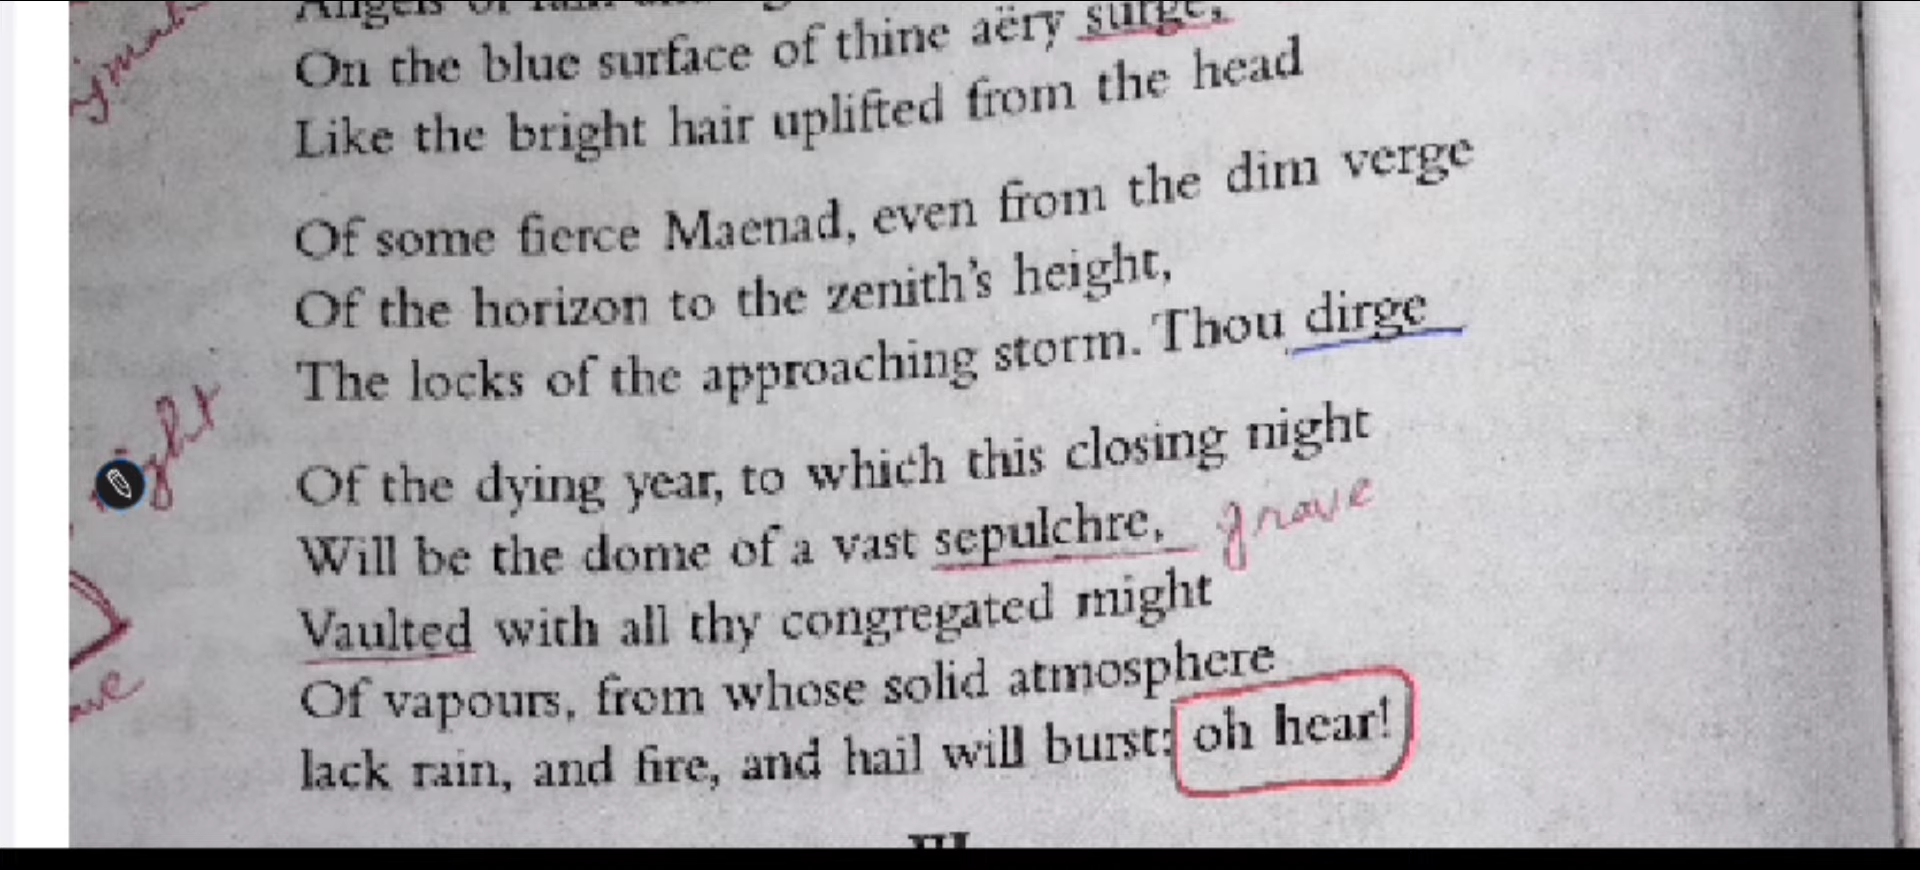 Angels of rain
On the blue surface of thine aëry surge,
Like the bright hair uplifted from the head
Of some fierce Maenad, even from the dim verge
Of the horizon to the zenith's height,
The locks of the approaching storm. Thou dirge
Of the dying year, to which this closing night
Will be the dome of a vast sepulchre, grave
Vaulted with all thy congregated might
Of vapours, from whose solid atmosphere
lack rain, and fire, and hail will burst: oh hear!